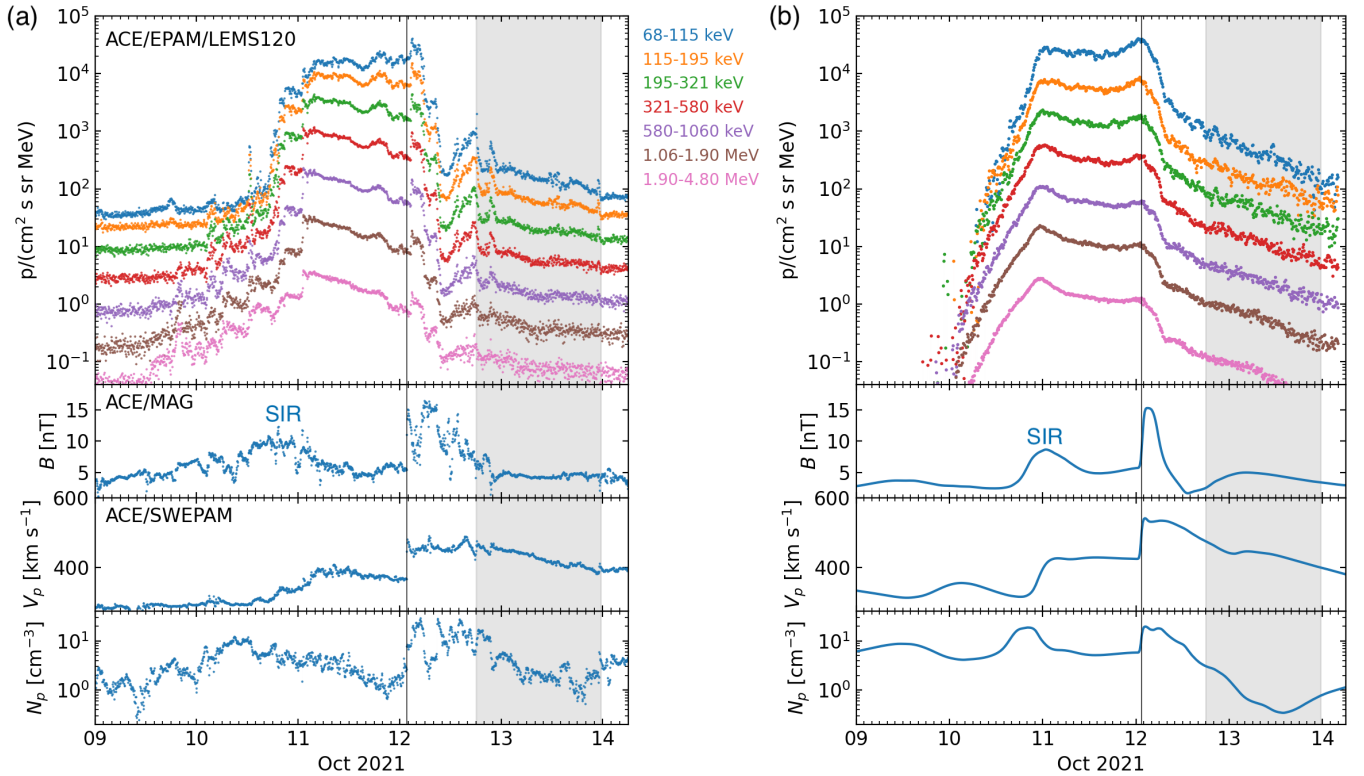 (a)
ACE/EPAM/LEMS120
p/(cm² s sr MeV)
10⁵
10⁴
10³
10²
10¹
10⁰
10⁻¹
68-115 keV
115-195 keV
195-321 keV
321-580 keV
580-1060 keV
1.06-1.90 MeV
1.90-4.80 MeV
ACE/MAG
SIR
B [nT]
15
10
5
ACE/SWEPAM
Vₚ [km s⁻¹]
600
400
Nₚ [cm⁻³]
10¹
10⁰
09 10 11 12 13 14
Oct 2021
(b)
p/(cm² s sr MeV)
10⁵
10⁴
10³
10²
10¹
10⁰
10⁻¹
SIR
B [nT]
15
10
5
Vₚ [km s⁻¹]
600
400
Nₚ [cm⁻³]
10¹
10⁰
09 10 11 12 13 14
Oct 2021